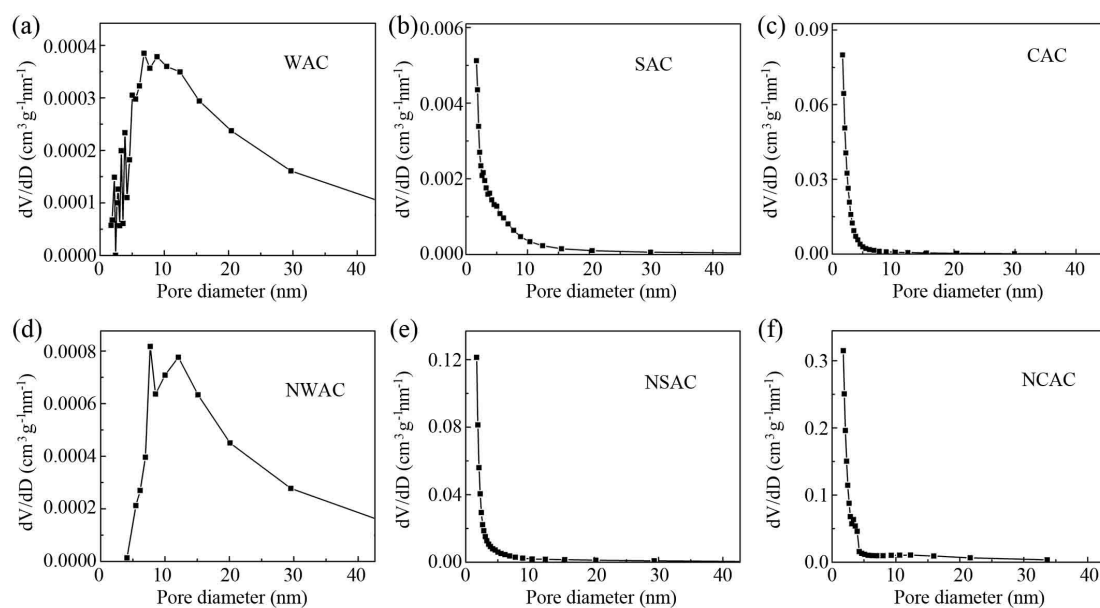 (a)
WAC
0.0004
0.0003
0.0002
0.0001
0.0000
dV/dD (cm³ g⁻¹nm⁻¹)
0 10 20 30 40
Pore diameter (nm)
(b)
SAC
0.006
0.004
0.002
0.000
dV/dD (cm³ g⁻¹nm⁻¹)
0 10 20 30 40
Pore diameter (nm)
(c)
CAC
0.09
0.06
0.03
0.00
dV/dD (cm³ g⁻¹nm⁻¹)
0 10 20 30 40
Pore diameter (nm)
(d)
NWAC
0.0008
0.0006
0.0004
0.0002
0.0000
dV/dD (cm³ g⁻¹nm⁻¹)
0 10 20 30 40
Pore diameter (nm)
(e)
NSAC
0.12
0.08
0.04
0.00
dV/dD (cm³ g⁻¹nm⁻¹)
0 10 20 30 40
Pore diameter (nm)
(f)
NCAC
0.3
0.2
0.1
0.0
dV/dD (cm³ g⁻¹nm⁻¹)
0 10 20 30 40
Pore diameter (nm)